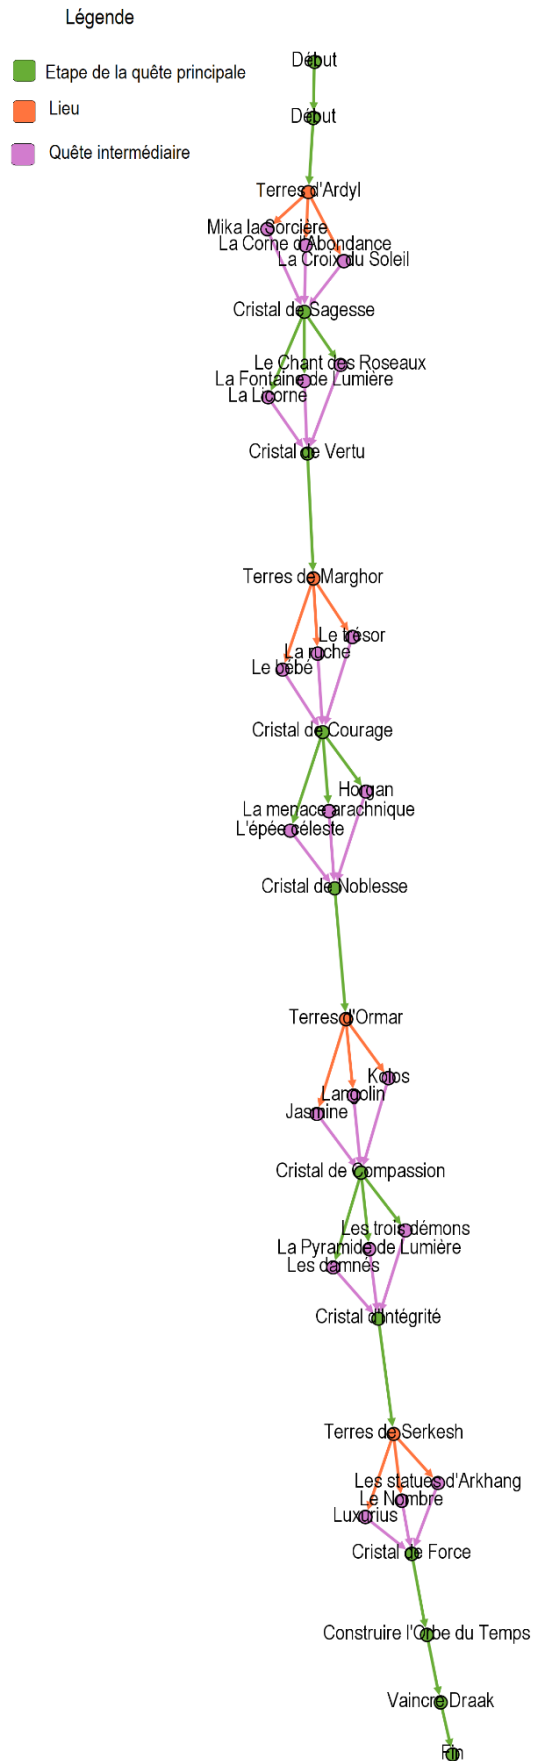 Légende
Etape de la quête principale
Lieu
Quête intermédiaire
Début
Début
Terres d'Ardyl
Mika la Sorcière
La Corne d'Abondance
La Croix du Soleil
Cristal de Sagesse
Le Chant des Roseaux
La Fontaine de Lumière
La Licorne
Cristal de Vertu
Terres de Marghor
Le trésor
La ruche
Le bébé
Cristal de Courage
Horgan
La menace arachnique
L'épée céleste
Cristal de Noblesse
Terres d'Ormar
Kolos
Langolin
Jasmine
Cristal de Compassion
Les trois démons
La Pyramide de Lumière
Les damnés
Cristal d'intégrité
Terres de Serkesh
Les statues d'Arkhang
Le Nombre
Luxurius
Cristal de Force
Construire l'Orbe du Temps
Vaincre Draak
Fin